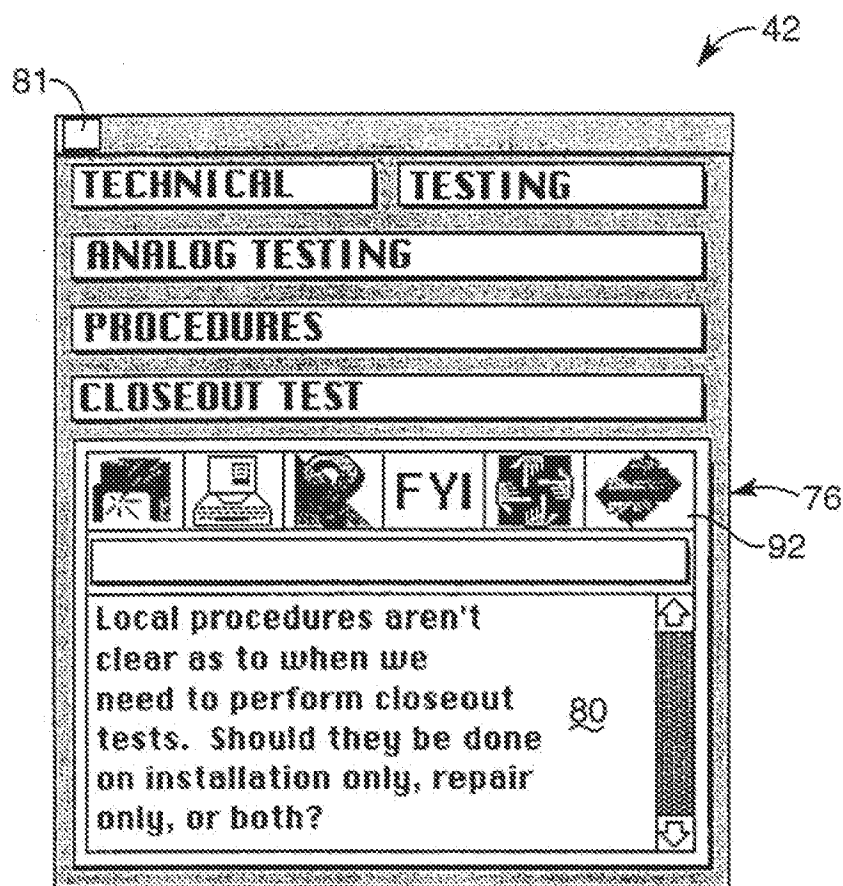 42
81
TECHNICAL TESTING
ANALOG TESTING
PROCEDURES
CLOSEOUT TEST
FYI
76
92
Local procedures aren't
clear as to when we
need to perform closeout
tests. Should they be done
on installation only, repair
only, or both?
80